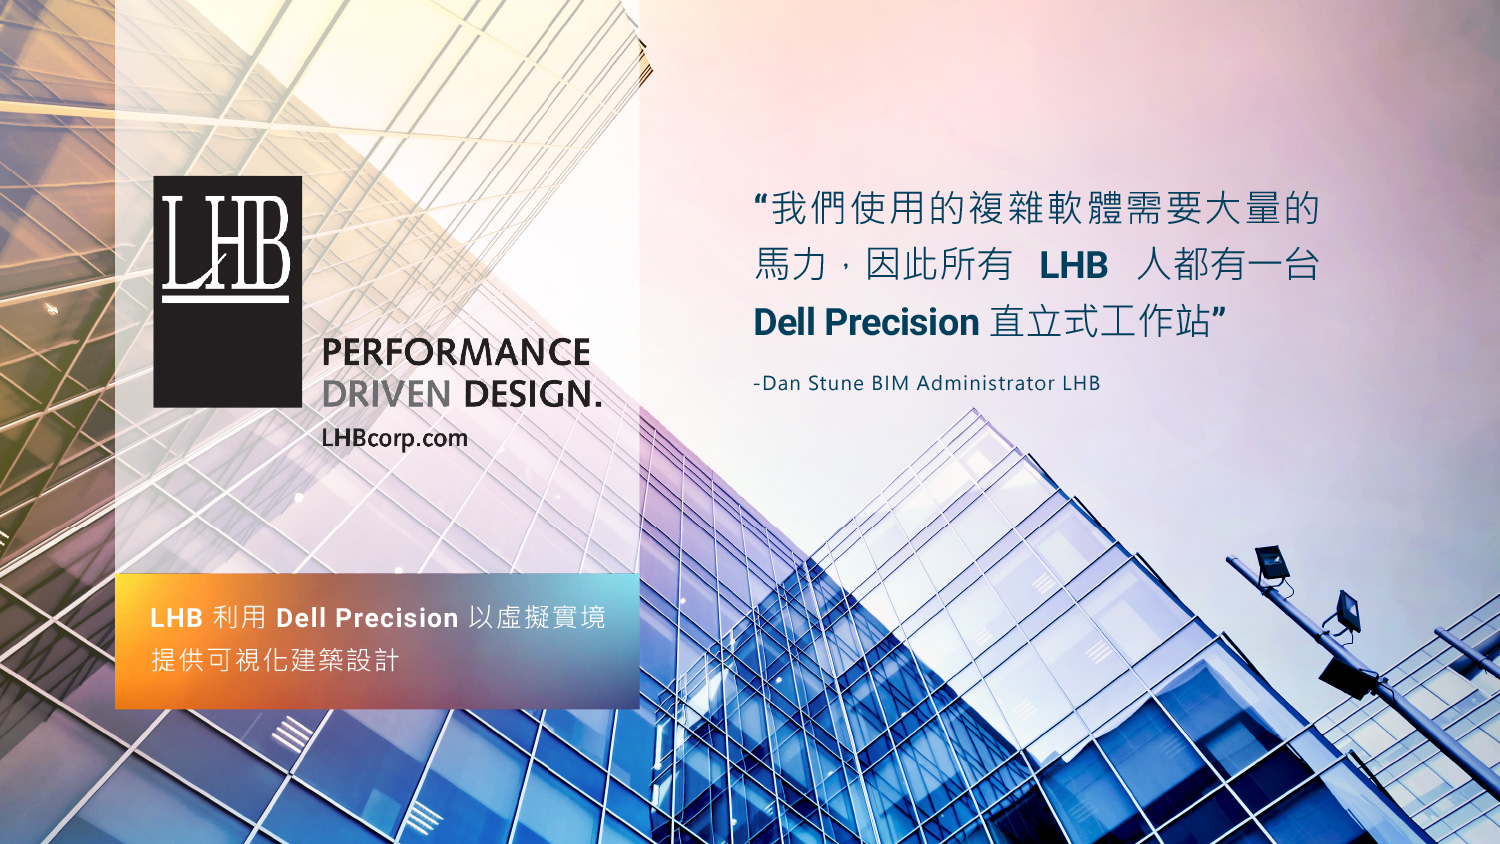 LHB
PERFORMANCE
DRIVEN DESIGN.
LHBcorp.com
LHB 利用 Dell Precision 以虛擬實境
提供可視化建築設計
“我們使用的複雜軟體需要大量的
馬力，因此所有 LHB 人都有一台
Dell Precision 直立式工作站”
-Dan Stune BIM Administrator LHB